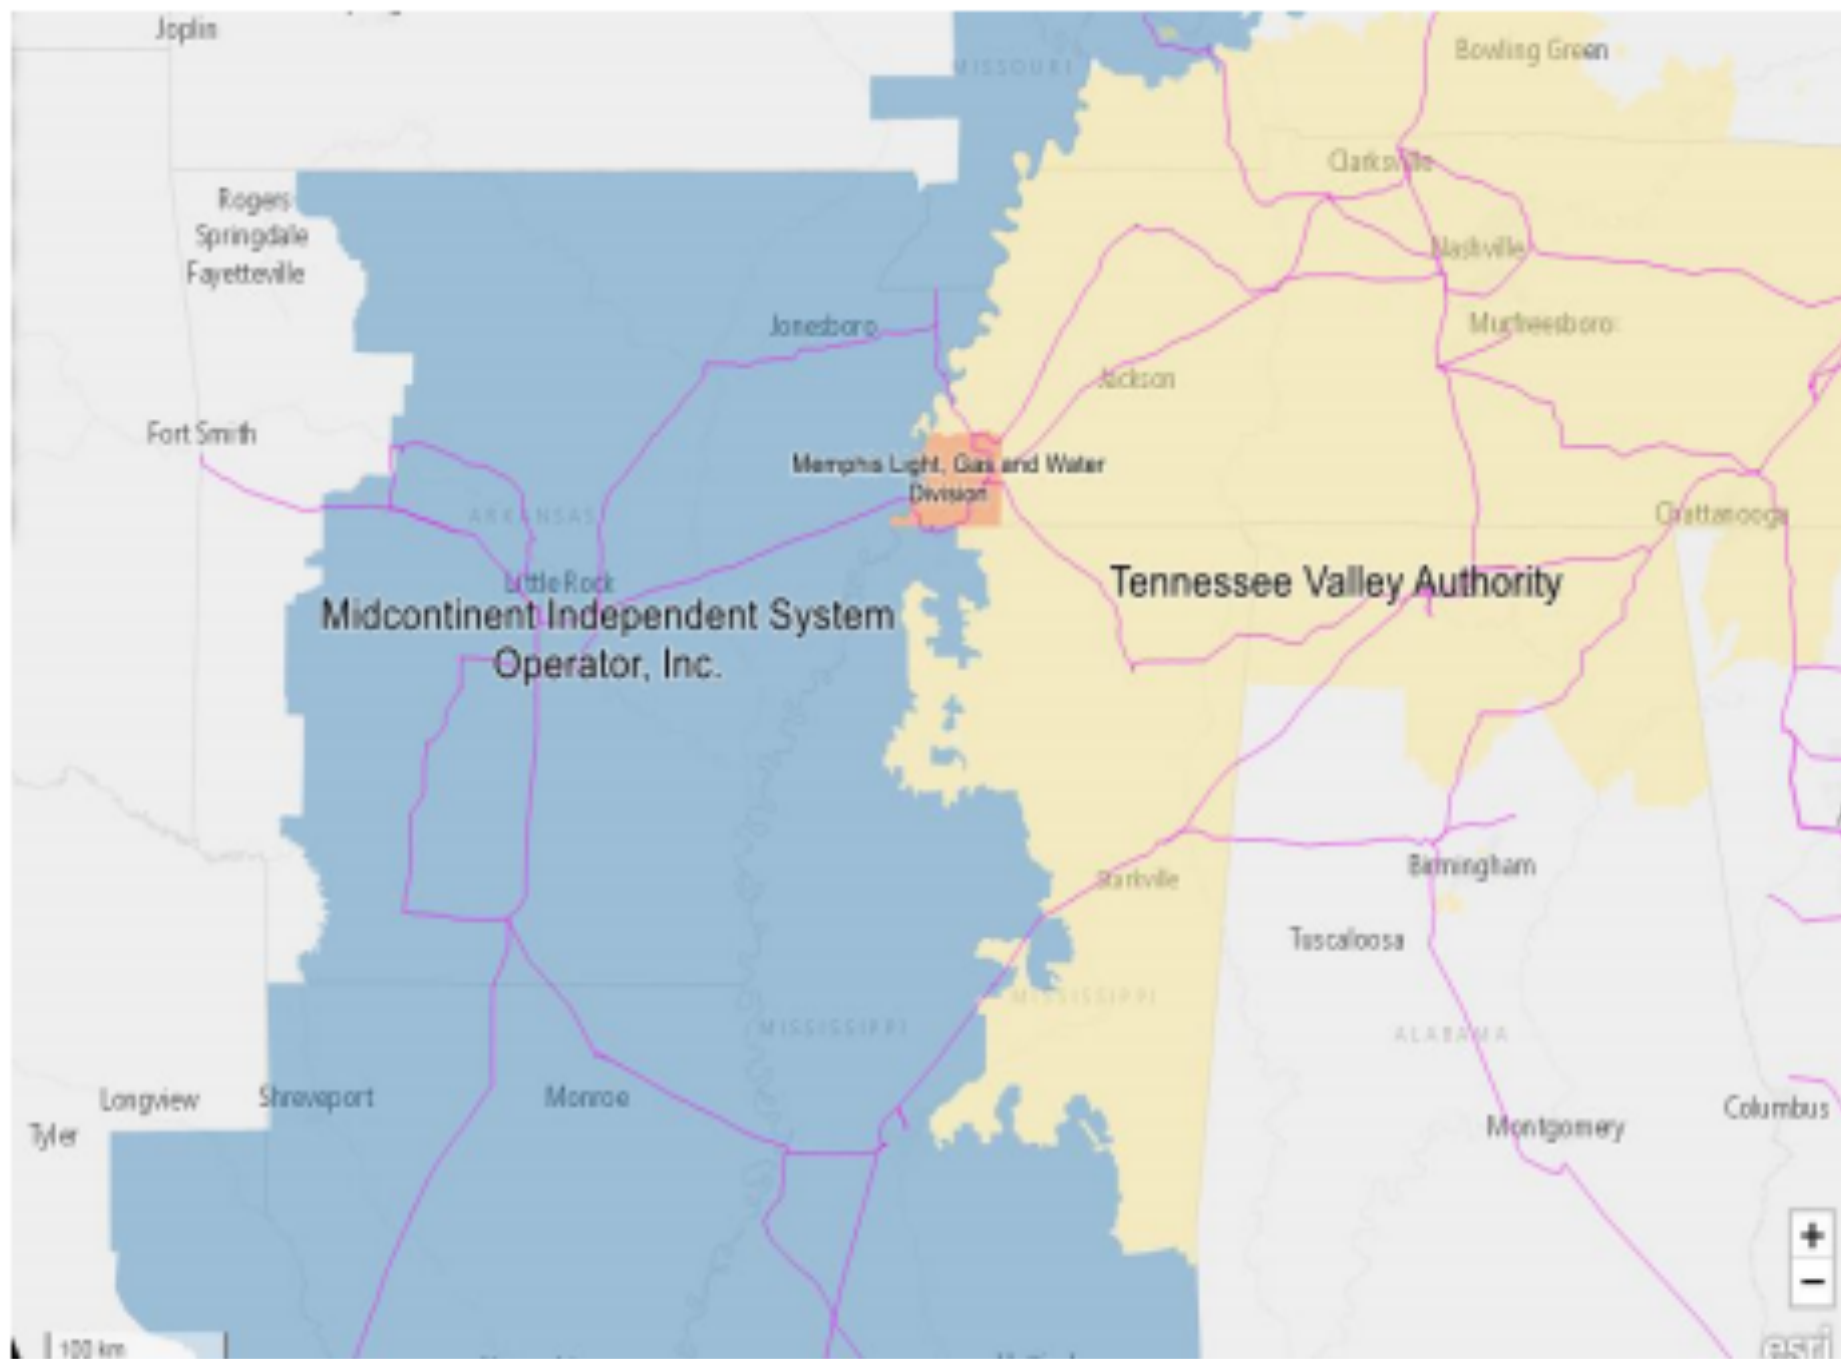 Joplin
MISSOURI
Bowling Green
Clarksville
Rogers
Springdale
Fayetteville
Nashville
Jonesboro
Murfreesboro
Jackson
Fort Smith
Memphis Light, Gas and Water
Division
ARKANSAS
Chattanooga
Little Rock
Tennessee Valley Authority
Midcontinent Independent System
Operator, Inc.
Birmingham
Starkville
Tuscaloosa
MISSISSIPPI
MISSISSIPPI
ALABAMA
Longview
Shreveport
Monroe
Columbus
Tyler
Montgomery
+
−
100 km
esri